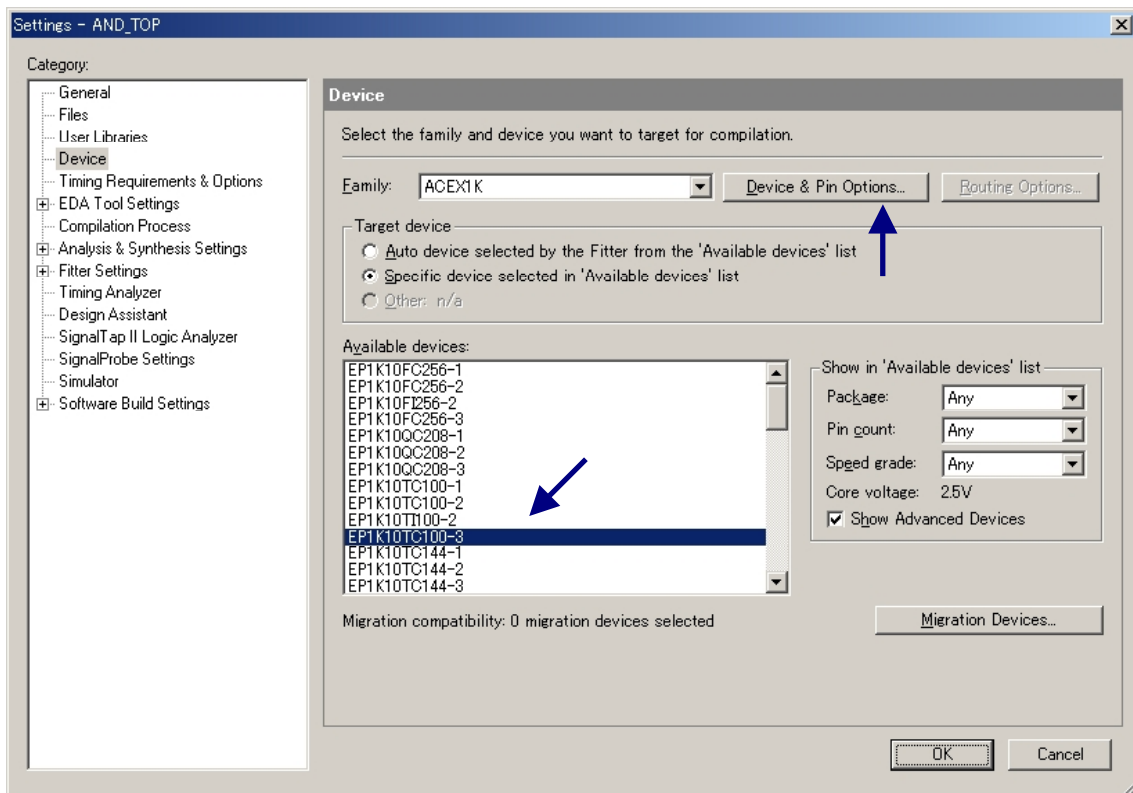 Settings - AND_TOP
Category:
General
Files
User Libraries
Device
Timing Requirements & Options
EDA Tool Settings
Compilation Process
Analysis & Synthesis Settings
Fitter Settings
Timing Analyzer
Design Assistant
SignalTap II Logic Analyzer
SignalProbe Settings
Simulator
Software Build Settings
Device
Select the family and device you want to target for compilation.
Family: ACEX1K Device & Pin Options... Routing Options...
Target device
Auto device selected by the Fitter from the 'Available devices' list
Specific device selected in 'Available devices' list
Other: n/a
Available devices:
EP1K10FC256-1
EP1K10FC256-2
EP1K10FI256-2
EP1K10FC256-3
EP1K10QC208-1
EP1K10QC208-2
EP1K10QC208-3
EP1K10TC100-1
EP1K10TC100-2
EP1K10TI100-2
EP1K10TC100-3
EP1K10TC144-1
EP1K10TC144-2
EP1K10TC144-3
Show in 'Available devices' list
Package: Any
Pin count: Any
Speed grade: Any
Core voltage: 2.5V
Show Advanced Devices
Migration compatibility: 0 migration devices selected
Migration Devices...
OK Cancel